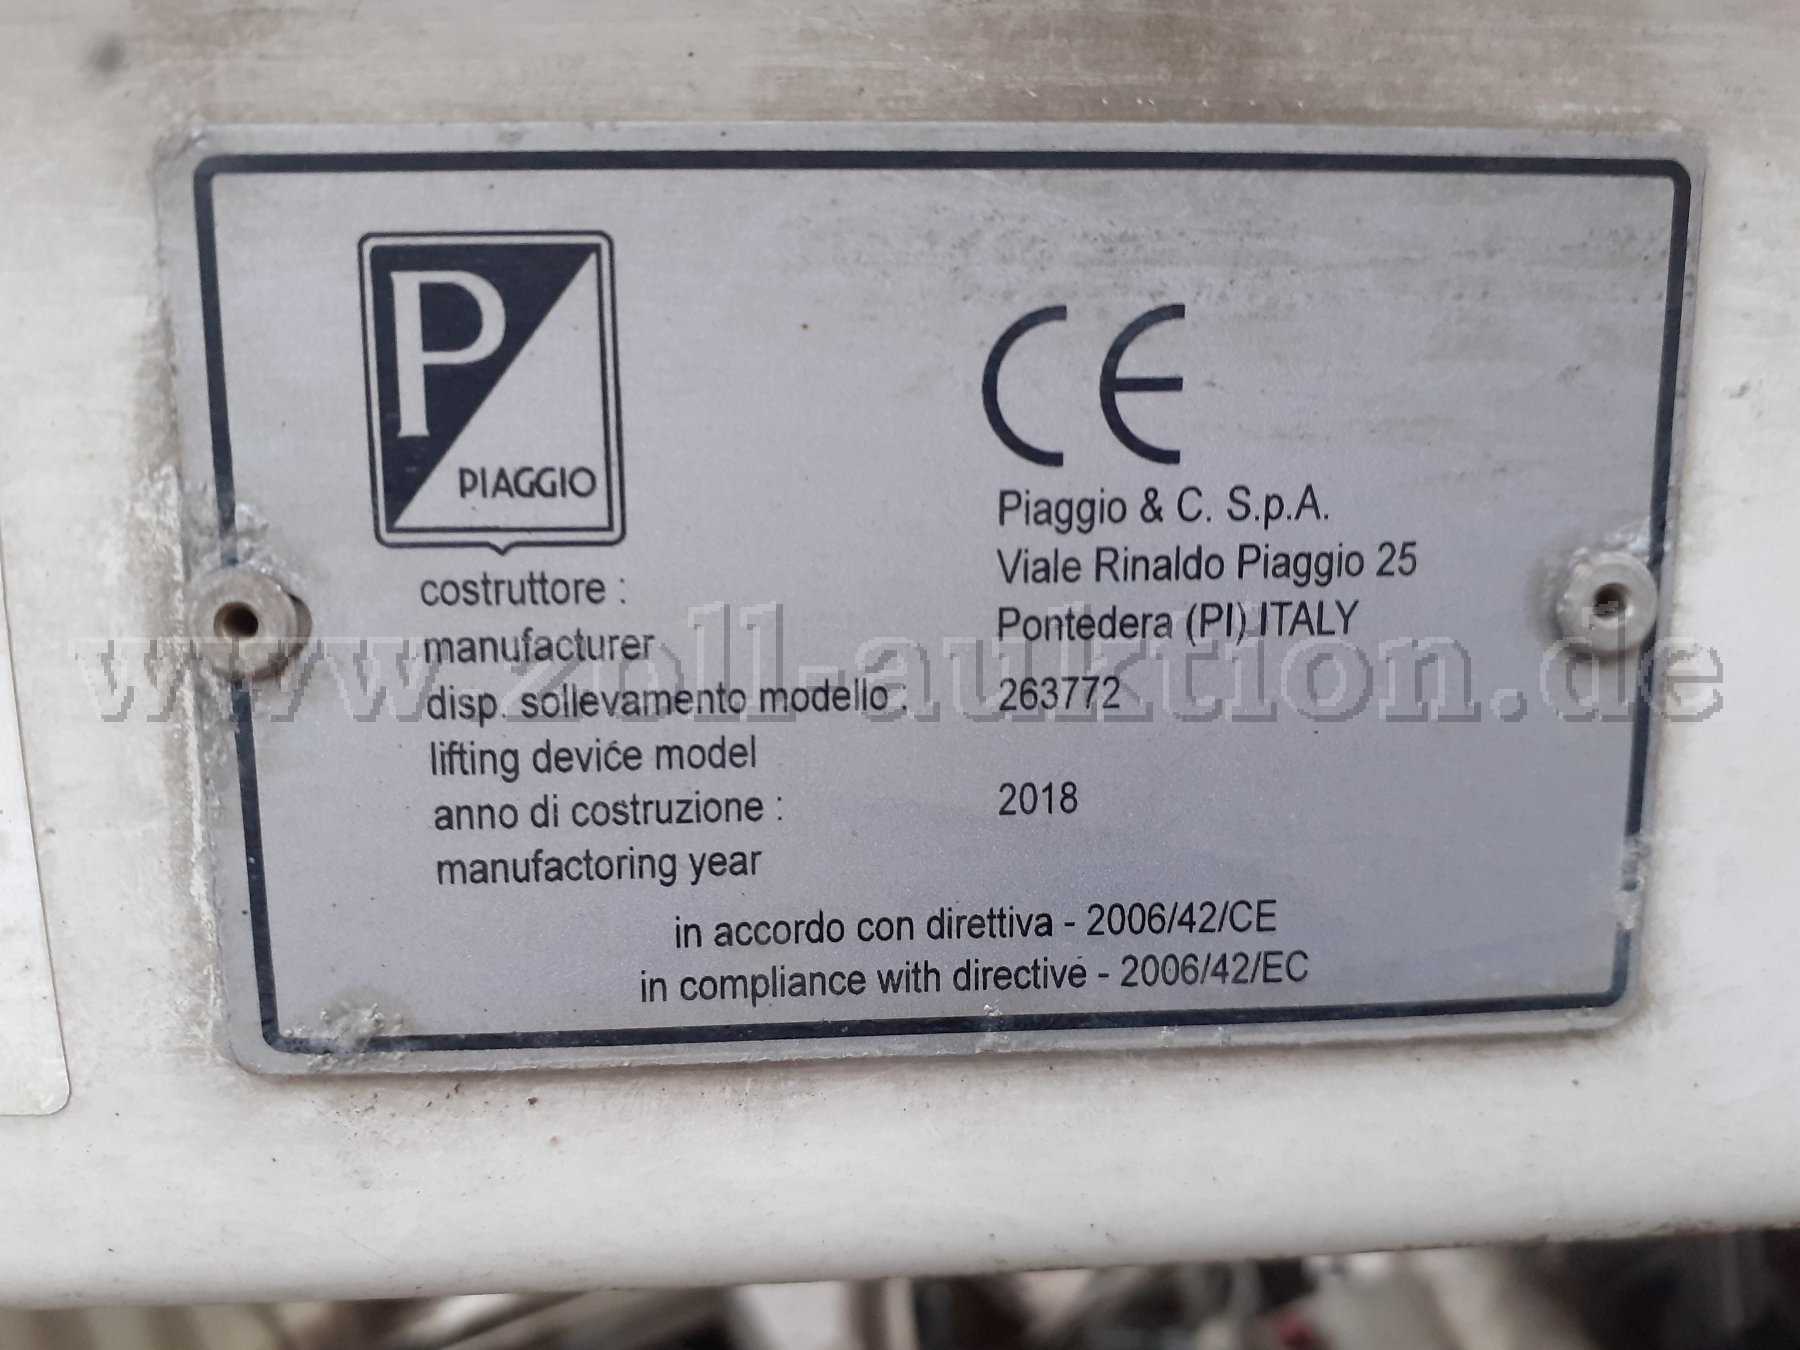 P
PIAGGIO
CE
costruttore :
manufacturer
Piaggio & C. S.p.A.
Viale Rinaldo Piaggio 25
Pontedera (PI) ITALY
disp. sollevamento modello : 263772
lifting device model
anno di costruzione : 2018
manufactoring year
in accordo con direttiva - 2006/42/CE
in compliance with directive - 2006/42/EC
www.zoll-auktion.de